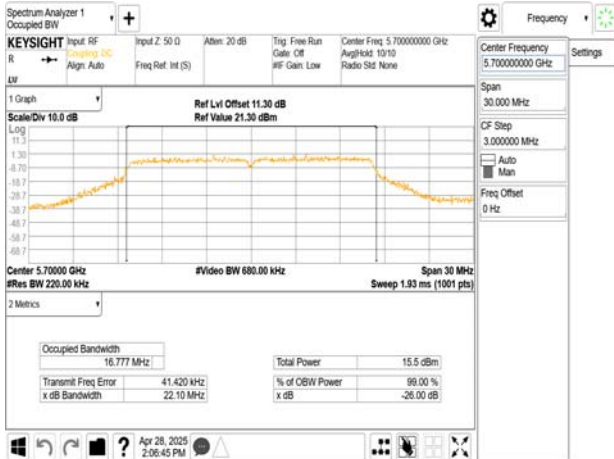 Spectrum Analyzer 1
Occupied BW
KEYSIGHT
R
Input: RF
Coupling: DC
Align: Auto
Input Z: 50 Ω
Freq Ref: Int (S)
Atten: 20 dB
Trig: Free Run
Gate: Off
#IF Gain: Low
Center Freq: 5.700000000 GHz
Avg|Hold: 10/10
Radio Std: None
1 Graph
Scale/Div 10.0 dB
Ref Lvl Offset 11.30 dB
Ref Value 21.30 dBm
Log
11.3
1.30
-8.70
-18.7
-28.7
-38.7
-48.7
-58.7
-68.7
Center 5.70000 GHz
#Res BW 220.00 kHz
#Video BW 680.00 kHz
Span 30 MHz
Sweep 1.93 ms (1001 pts)
2 Metrics
Occupied Bandwidth
16.777 MHz
Transmit Freq Error 41.420 kHz
x dB Bandwidth 22.10 MHz
Total Power 15.5 dBm
% of OBW Power 99.00 %
x dB -26.00 dB
Apr 28, 2025
2:06:45 PM
Frequency
Center Frequency
5.700000000 GHz
Settings
Span
30.000 MHz
CF Step
3.000000 MHz
Auto
Man
Freq Offset
0 Hz